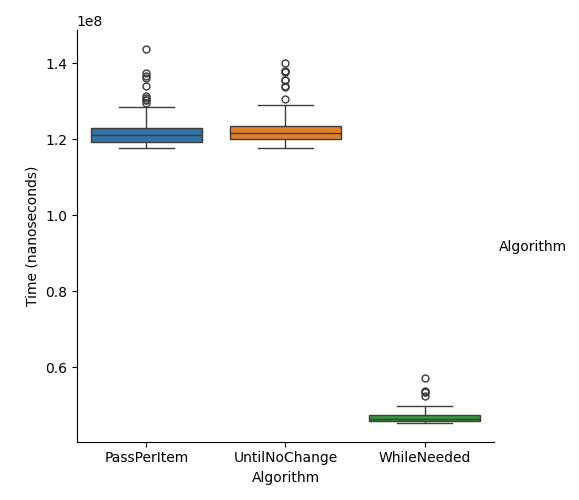 1e8
1.4
1.2
1.0
0.8
0.6
Time (nanoseconds)
PassPerItem UntilNoChange WhileNeeded
Algorithm
Algorithm